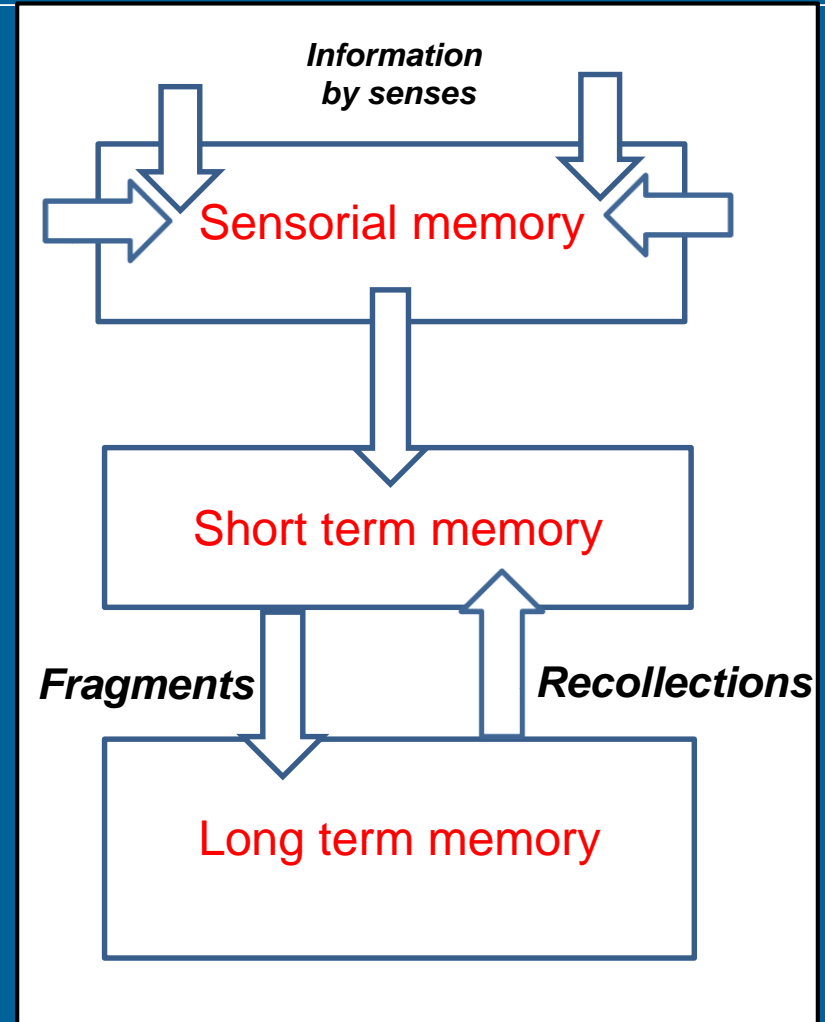 Information
by senses
Sensorial memory
Short term memory
Fragments
Recollections
Long term memory